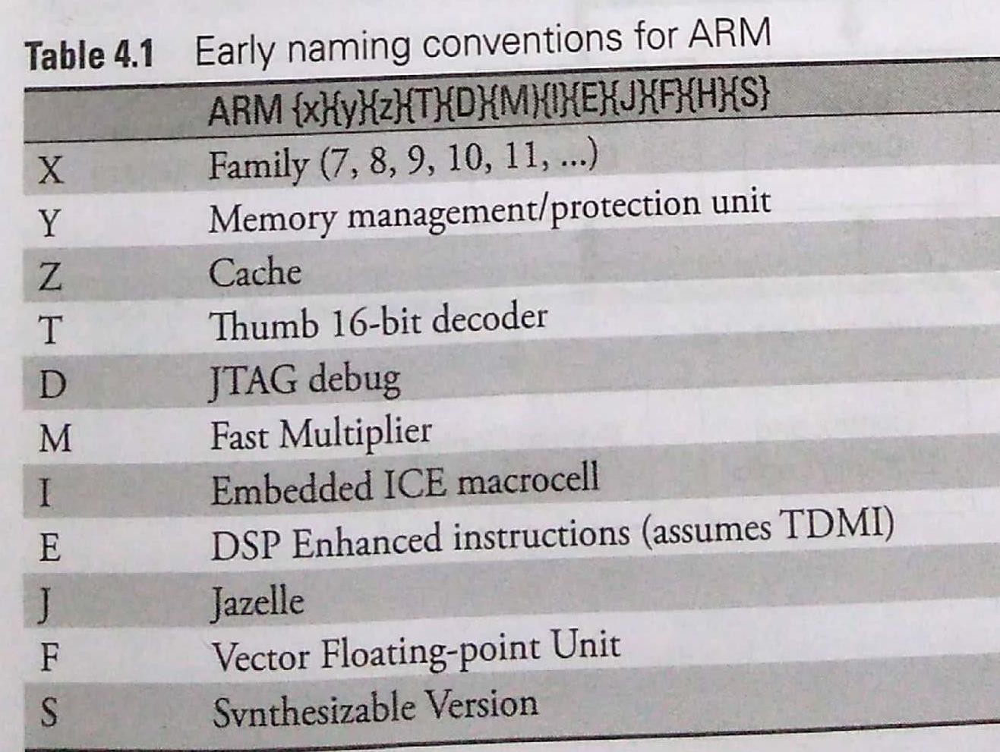 Table 4.1 Early naming conventions for ARM
ARM {x}{y}{z}{T}{D}{M}{I}{E}{J}{F}{H}{S}
X Family (7, 8, 9, 10, 11, ...)
Y Memory management/protection unit
Z Cache
T Thumb 16-bit decoder
D JTAG debug
M Fast Multiplier
I Embedded ICE macrocell
E DSP Enhanced instructions (assumes TDMI)
J Jazelle
F Vector Floating-point Unit
S Synthesizable Version